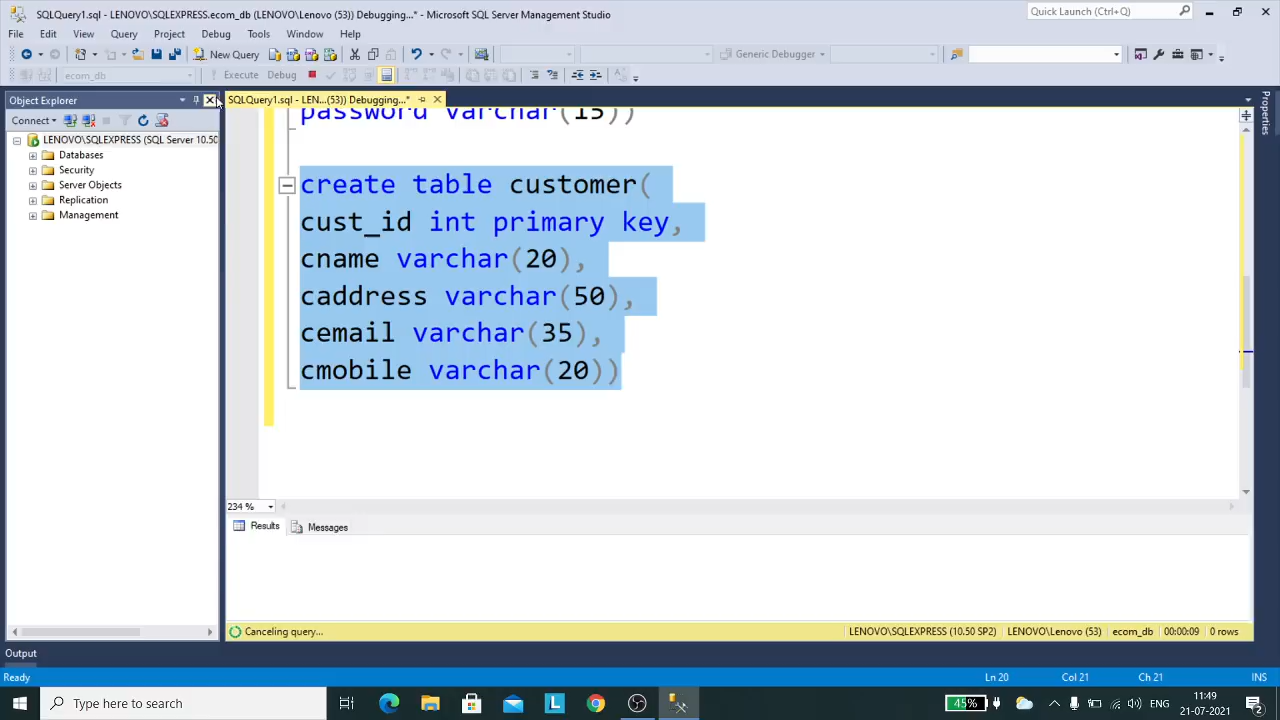 SQLQuery1.sql - LENOVO\SQLEXPRESS.ecom_db (LENOVO\Lenovo (53)) Debugging...* - Microsoft SQL Server Management Studio
Quick Launch (Ctrl+Q)
File Edit View Query Project Debug Tools Window Help
New Query
Generic Debugger
ecom_db
Execute Debug
Object Explorer
SQLQuery1.sql - LEN...(53)) Debugging...*
Properties
Connect
LENOVO\SQLEXPRESS (SQL Server 10.50
Databases
Security
Server Objects
Replication
Management
password varchar(15))
create table customer(
cust_id int primary key,
cname varchar(20),
caddress varchar(50),
cemail varchar(35),
cmobile varchar(20))
234 %
Results Messages
Canceling query...
LENOVO\SQLEXPRESS (10.50 SP2) LENOVO\Lenovo (53) ecom_db 00:00:09 0 rows
Output
Ready
Ln 20 Col 21 Ch 21 INS
Type here to search
L
45%
ENG
11:49
21-07-2021
2